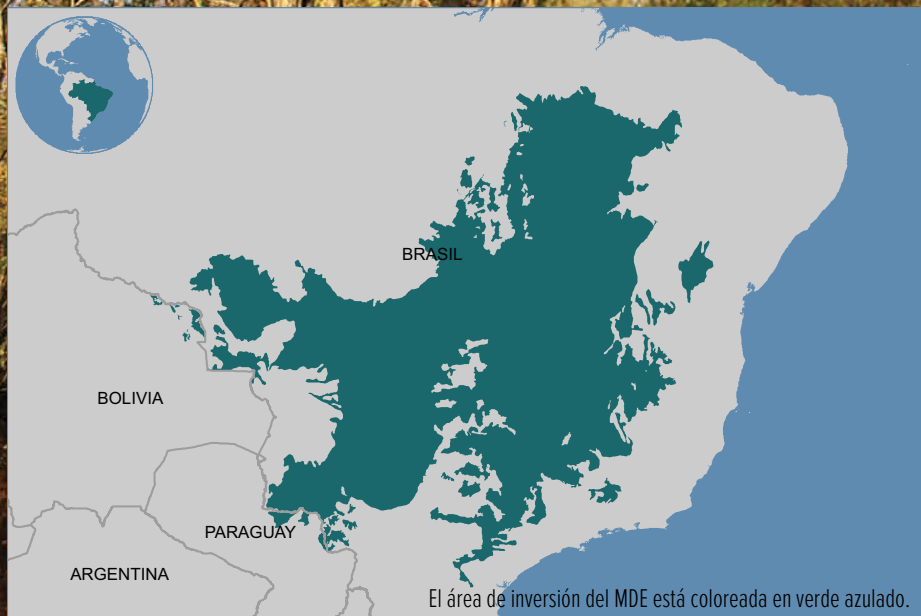 BRASIL
BOLIVIA
PARAGUAY
ARGENTINA
El área de inversión del MDE está coloreada en verde azulado.